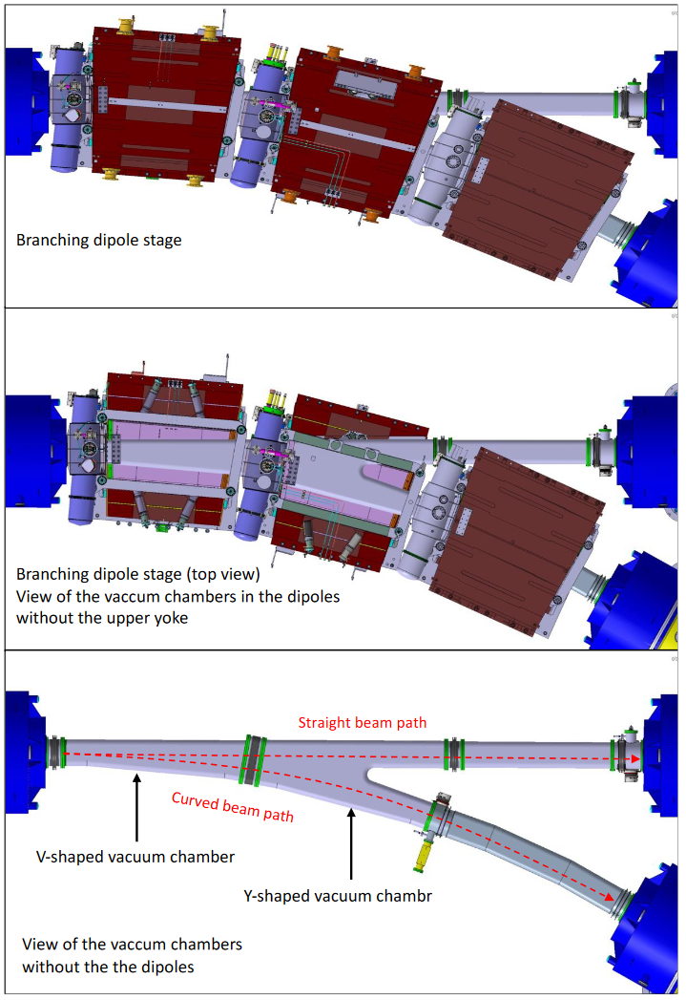 Branching dipole stage
Branching dipole stage (top view)
View of the vaccum chambers in the dipoles
without the upper yoke
Straight beam path
Curved beam path
V-shaped vacuum chamber
Y-shaped vacuum chambr
View of the vaccum chambers
without the the dipoles